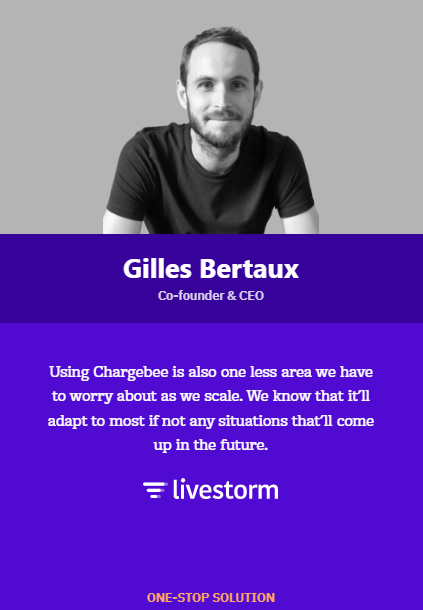 Gilles Bertaux
Co-founder & CEO
Using Chargebee is also one less area we have
to worry about as we scale. We know that it'll
adapt to most if not any situations that'll come
up in the future.
livestorm
ONE-STOP SOLUTION